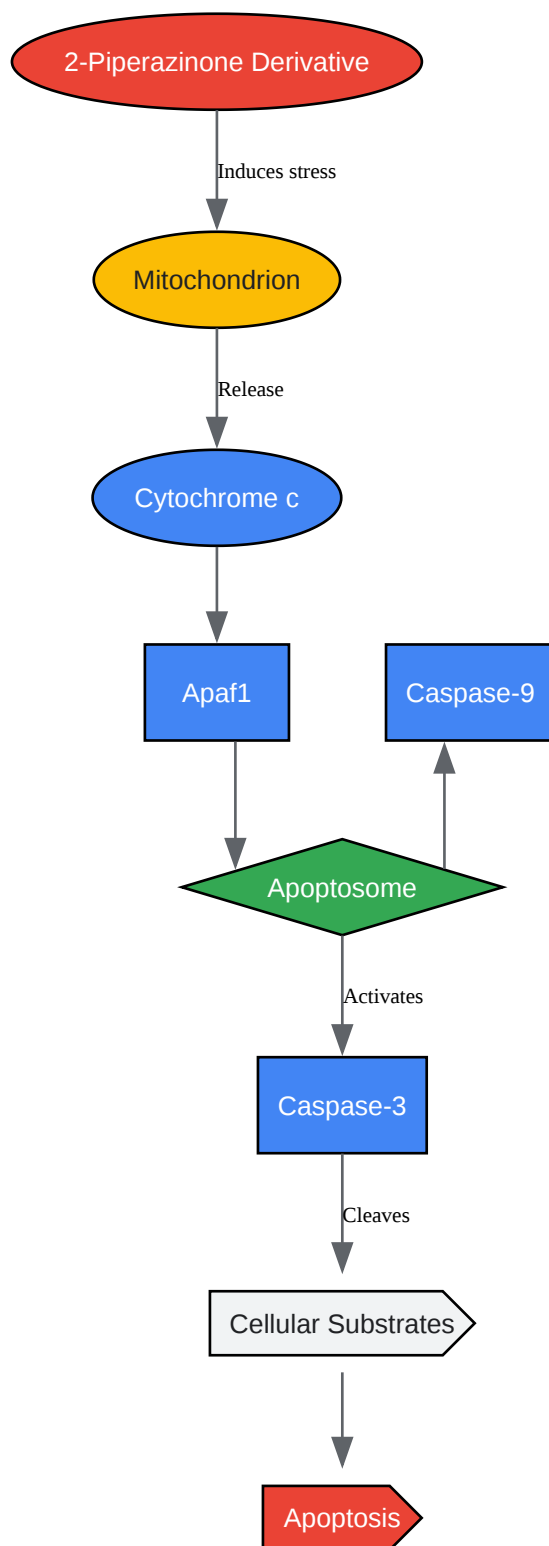 2-Piperazinone Derivative
Induces stress
Mitochondrion
Release
Cytochrome c
Apaf1
Caspase-9
Apoptosome
Activates
Caspase-3
Cleaves
Cellular Substrates
Apoptosis